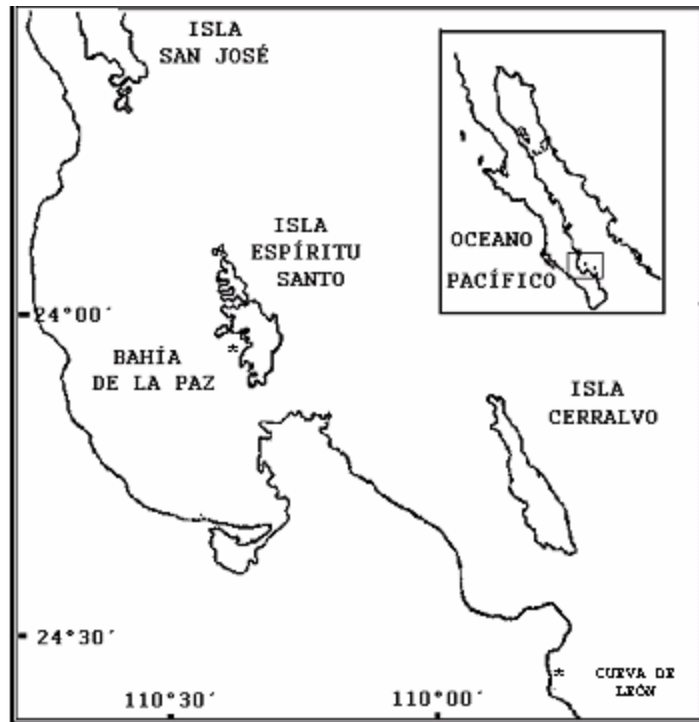 ISLA
SAN JOSÉ
ISLA
ESPÍRITU
SANTO
OCEANO
PACÍFICO
24°00´
*
BAHÍA
DE LA PAZ
ISLA
CERRALVO
24°30´
*
CUEVA DE
LEÓN
110°30´
110°00´